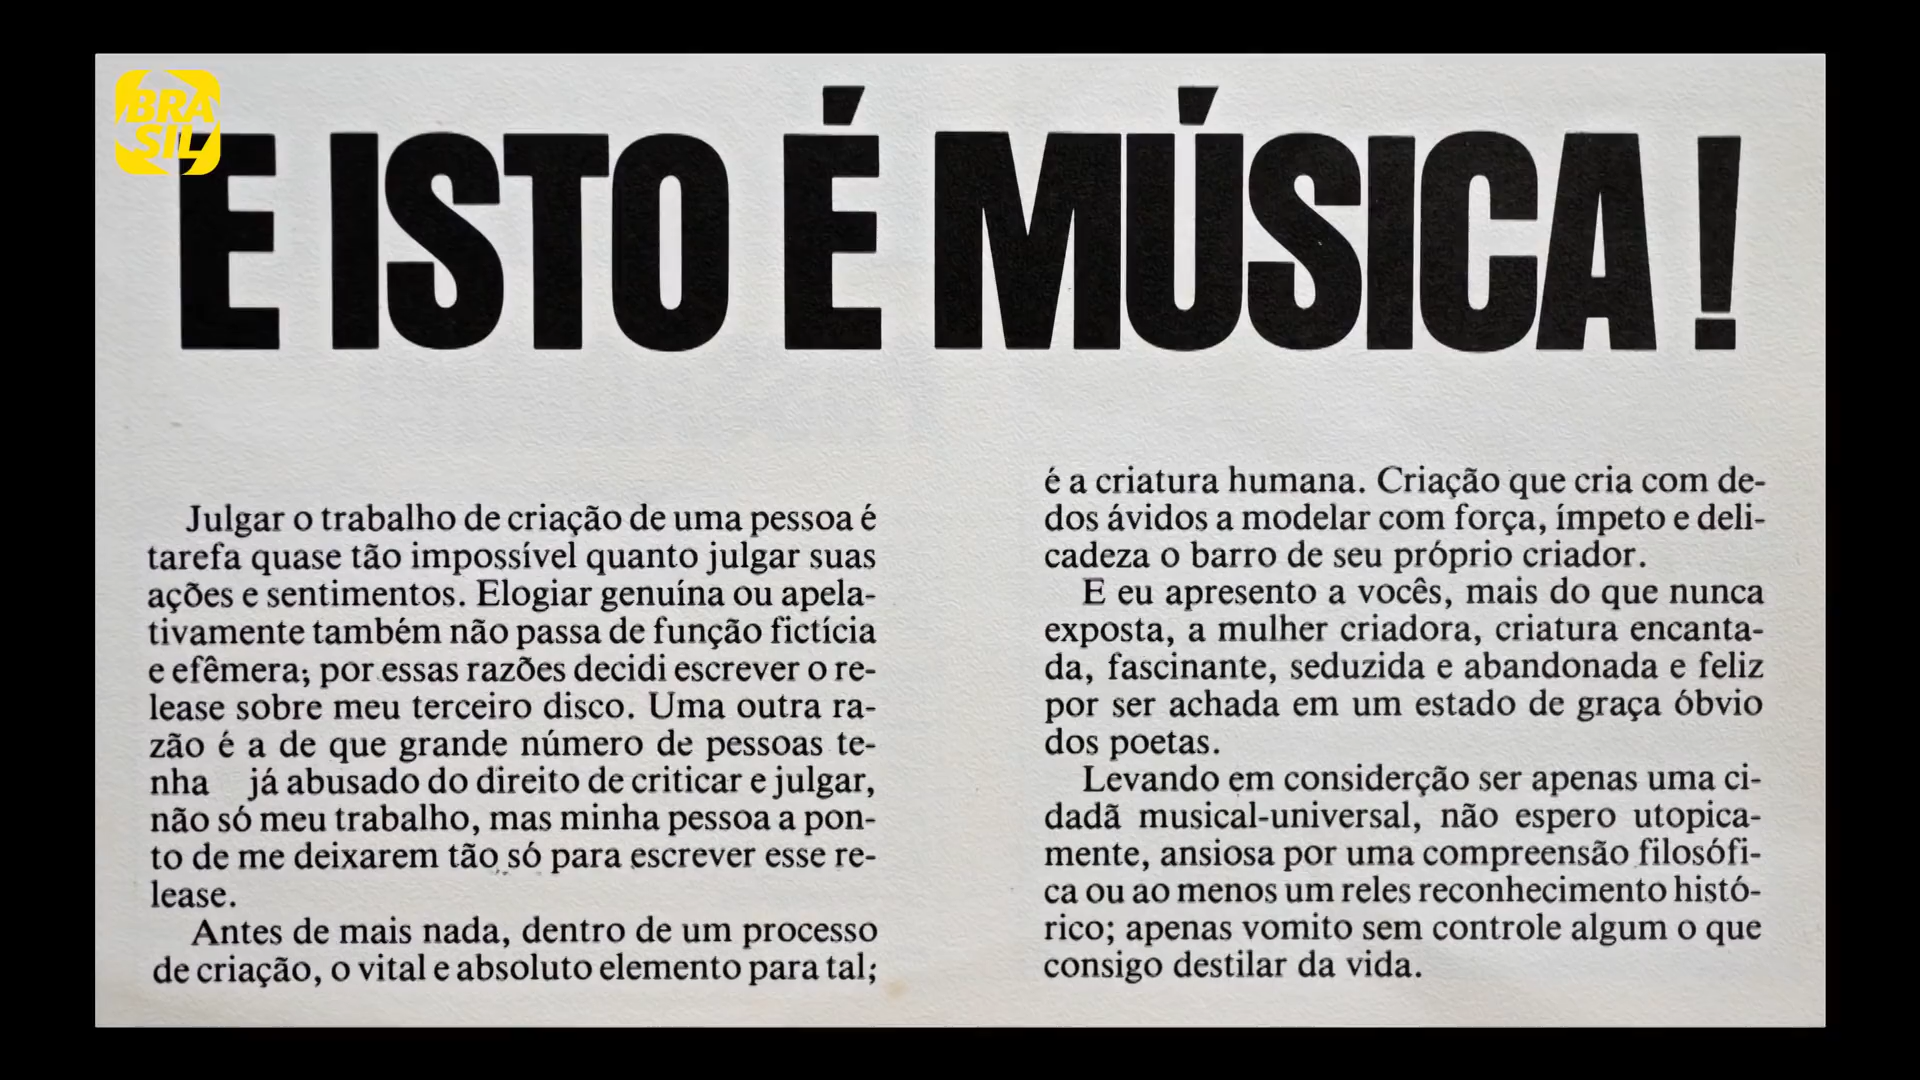 BRA
SIL
E ISTO É MÚSICA!
Julgar o trabalho de criação de uma pessoa é
tarefa quase tão impossível quanto julgar suas
ações e sentimentos. Elogiar genuína ou apela-
tivamente também não passa de função fictícia
e efêmera; por essas razões decidi escrever o re-
lease sobre meu terceiro disco. Uma outra ra-
zão é a de que grande número de pessoas te-
nha já abusado do direito de criticar e julgar,
não só meu trabalho, mas minha pessoa a pon-
to de me deixarem tão só para escrever esse re-
lease.
Antes de mais nada, dentro de um processo
de criação, o vital e absoluto elemento para tal;
é a criatura humana. Criação que cria com de-
dos ávidos a modelar com força, ímpeto e deli-
cadeza o barro de seu próprio criador.
E eu apresento a vocês, mais do que nunca
exposta, a mulher criadora, criatura encanta-
da, fascinante, seduzida e abandonada e feliz
por ser achada em um estado de graça óbvio
dos poetas.
Levando em considerção ser apenas uma ci-
dadã musical-universal, não espero utopica-
mente, ansiosa por uma compreensão filosófi-
ca ou ao menos um reles reconhecimento histó-
rico; apenas vomito sem controle algum o que
consigo destilar da vida.